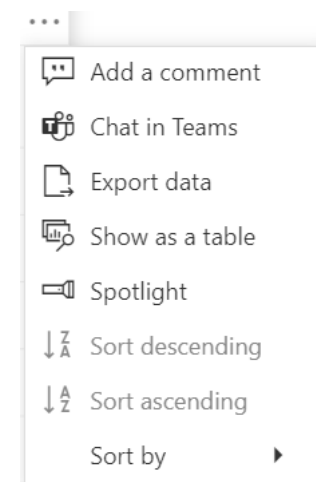 Add a comment
Chat in Teams
Export data
Show as a table
Spotlight
Sort descending
Sort ascending
Sort by